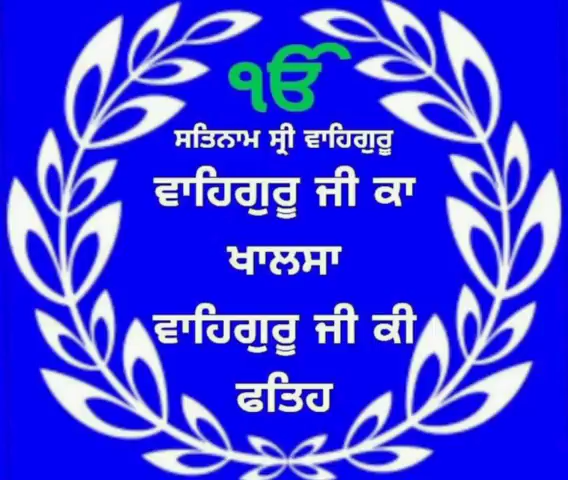 ੴ
ਸਤਿਨਾਮ ਸ੍ਰੀ ਵਾਹਿਗੁਰੂ
ਵਾਹਿਗੁਰੂ ਜੀ ਕਾ
ਖਾਲਸਾ
ਵਾਹਿਗੁਰੂ ਜੀ ਕੀ
ਫਤਿਹ